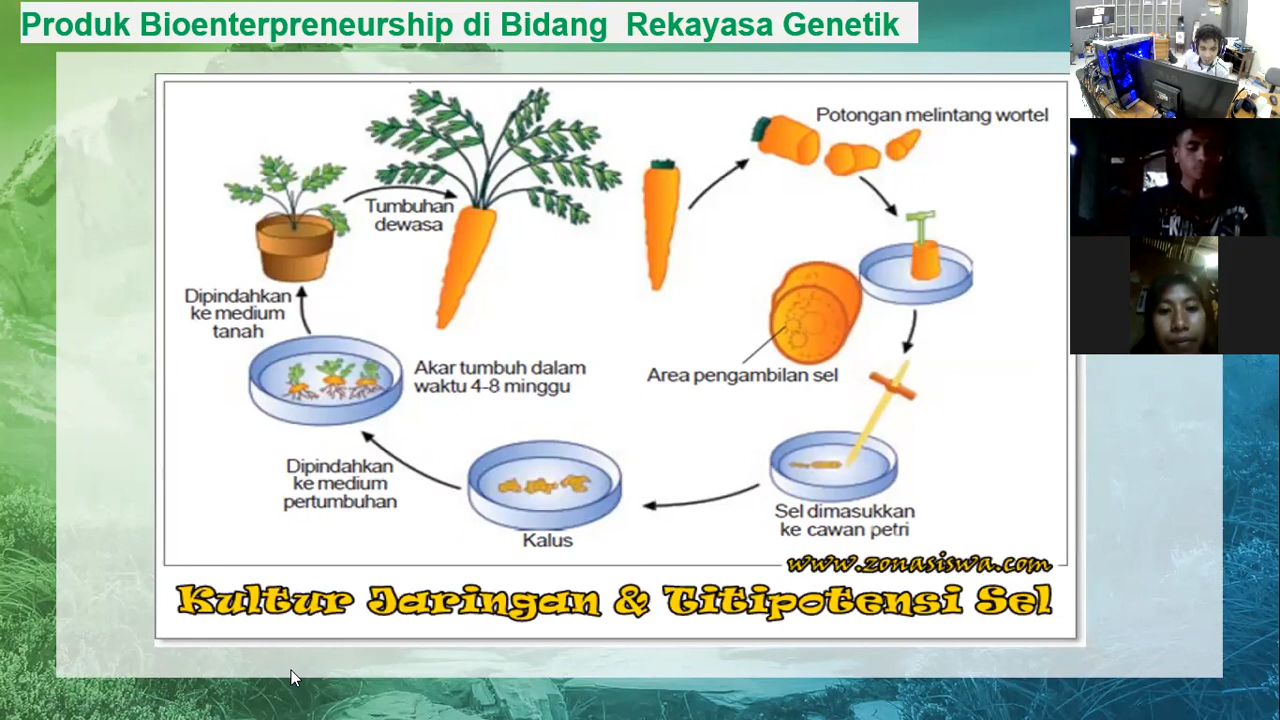 Produk Bioenterpreneurship di Bidang Rekayasa Genetik
Potongan melintang wortel
Tumbuhan
dewasa
Dipindahkan
ke medium
tanah
Area pengambilan sel
Akar tumbuh dalam
waktu 4-8 minggu
Dipindahkan
ke medium
pertumbuhan
Kalus
Sel dimasukkan
ke cawan petri
www.zonasiswa.com
Kultur Jaringan & Titipotensi Sel